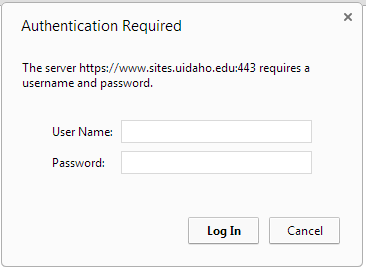 Authentication Required
The server https://www.sites.uidaho.edu:443 requires a
username and password.
User Name:
Password:
Log In
Cancel